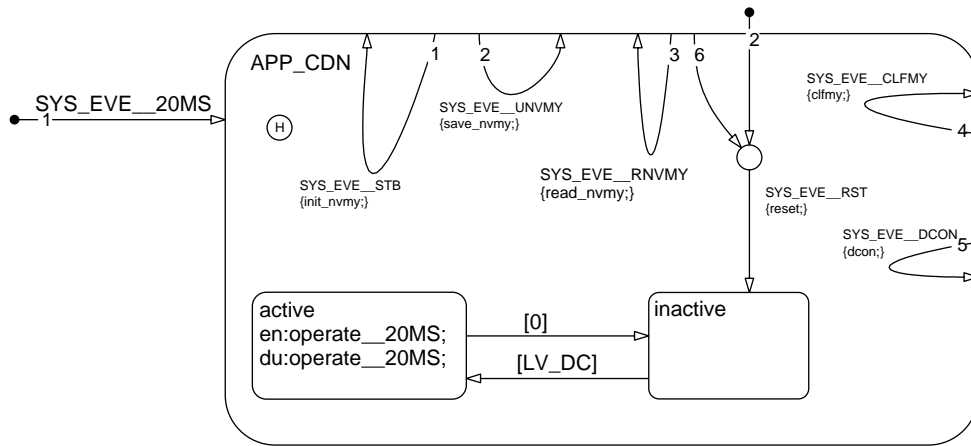 APP_CDN
1
2
3
6
2
SYS_EVE__CLFMY
{clfmy;}
4
SYS_EVE__20MS
1
H
SYS_EVE__UNVMY
{save_nvmy;}
SYS_EVE__STB
{init_nvmy;}
SYS_EVE__RNVMY
{read_nvmy;}
SYS_EVE__RST
{reset;}
SYS_EVE__DCON
{dcon;}
5
active
en:operate__20MS;
du:operate__20MS;
[0]
[LV_DC]
inactive